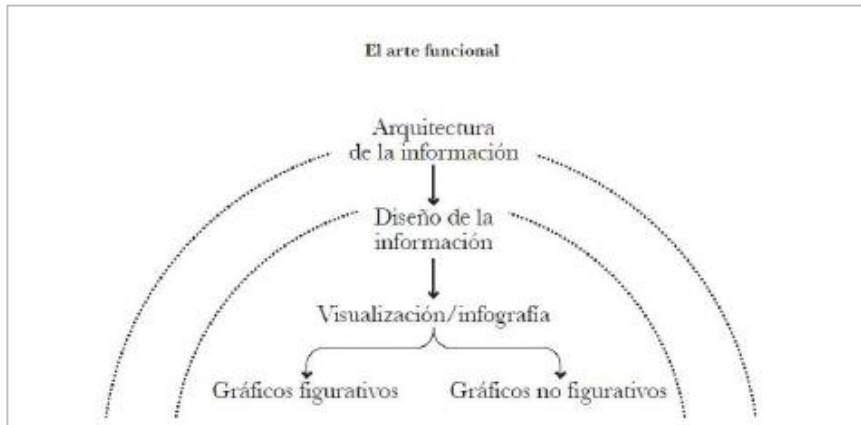 El arte funcional
Arquitectura
de la información
Diseño de la
información
Visualización/infografía
Gráficos figurativos
Gráficos no figurativos